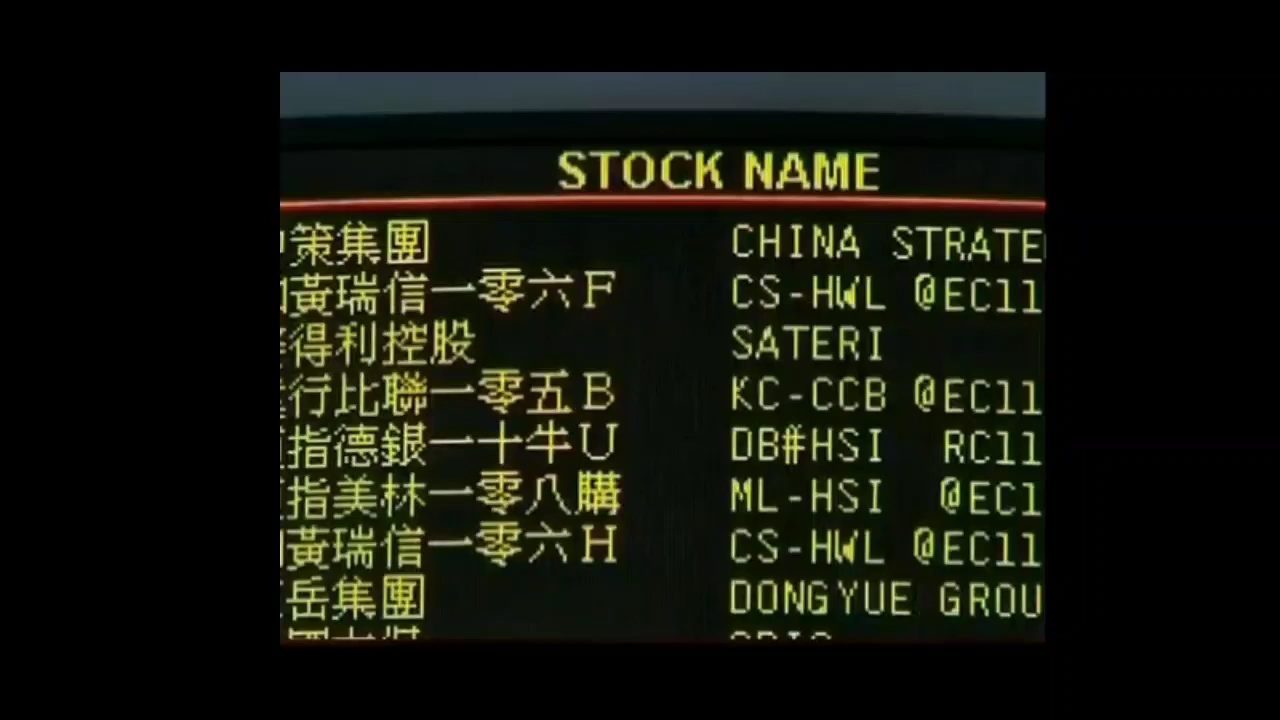 STOCK NAME
策集團 CHINA STRATE
黃瑞信一零六F CS-HWL @EC11
得利控股 SATERI
行比聯一零五B KC-CCB @EC11
指德銀一十牛U DB#HSI RC11
指美林一零八購 ML-HSI @EC1
黃瑞信一零六H CS-HWL @EC11
岳集團 DONGYUE GROU